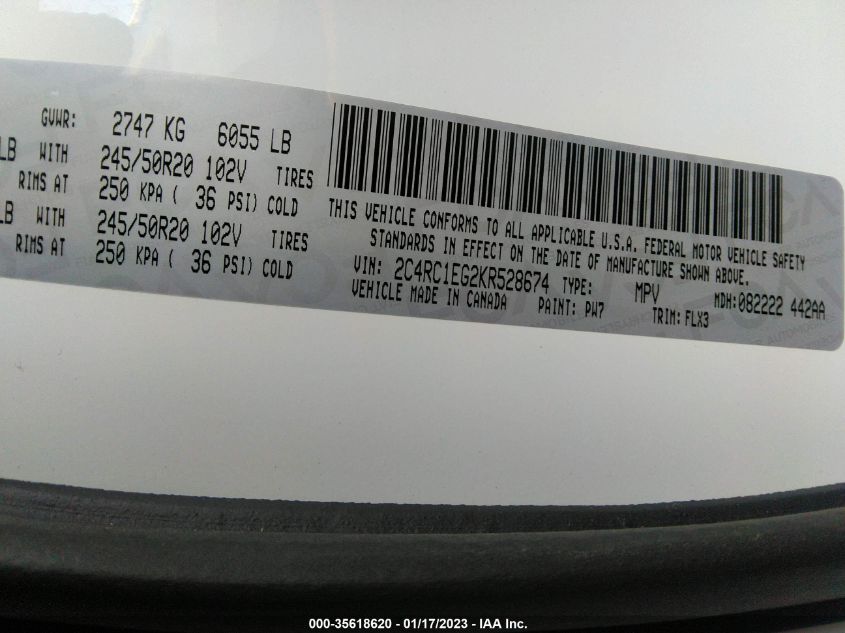 GVWR: 2747 KG 6055 LB
LB WITH 245/50R20 102V TIRES
RIMS AT 250 KPA ( 36 PSI) COLD
LB WITH 245/50R20 102V TIRES
RIMS AT 250 KPA ( 36 PSI) COLD
THIS VEHICLE CONFORMS TO ALL APPLICABLE U.S.A. FEDERAL MOTOR VEHICLE SAFETY
STANDARDS IN EFFECT ON THE DATE OF MANUFACTURE SHOWN ABOVE.
VIN: 2C4RC1EG2KR528674 TYPE: MPV MDH:082222 442AA
VEHICLE MADE IN CANADA PAINT: PW7 TRIM: FLX3
000-35618620 - 01/17/2023 - IAA Inc.